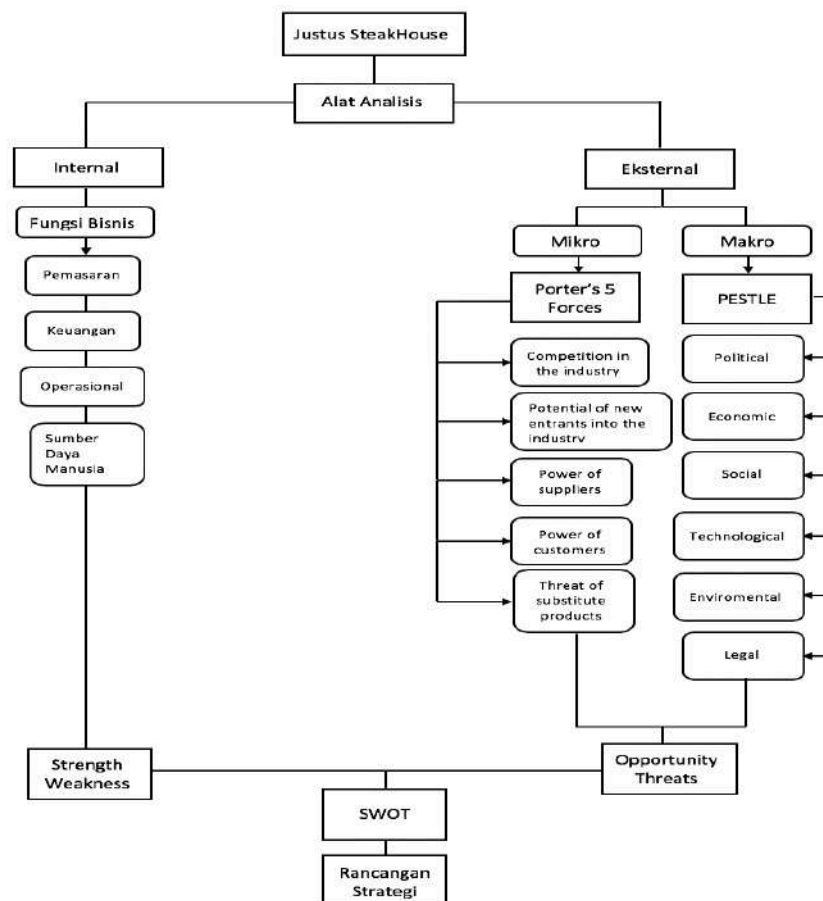 Justus SteakHouse
Alat Analisis
Internal
Eksternal
Fungsi Bisnis
Mikro
Makro
Pemasaran
Porter's 5
Forces
PESTLE
Keuangan
Competition in
the industry
Political
Operasional
Potential of new
entrants into the
industry
Economic
Sumber
Daya
Manusia
Power of
suppliers
Social
Power of
customers
Technological
Threat of
substitute
products
Enviromental
Legal
Strength
Weakness
Opportunity
Threats
SWOT
Rancangan
Strategi